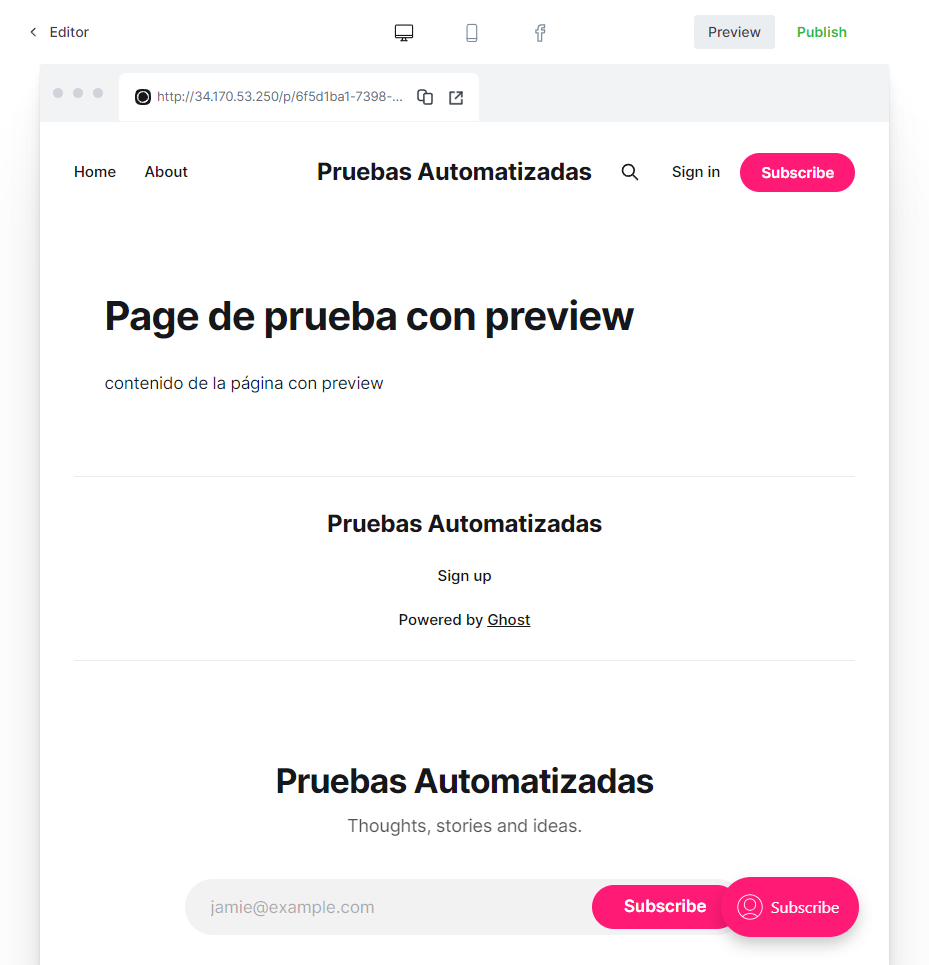 Editor
Preview
Publish
http://34.170.53.250/p/6f5d1ba1-7398-...
Home
About
Pruebas Automatizadas
Sign in
Subscribe
Page de prueba con preview
contenido de la página con preview
Pruebas Automatizadas
Sign up
Powered by Ghost
Pruebas Automatizadas
Thoughts, stories and ideas.
jamie@example.com
Subscribe
Subscribe